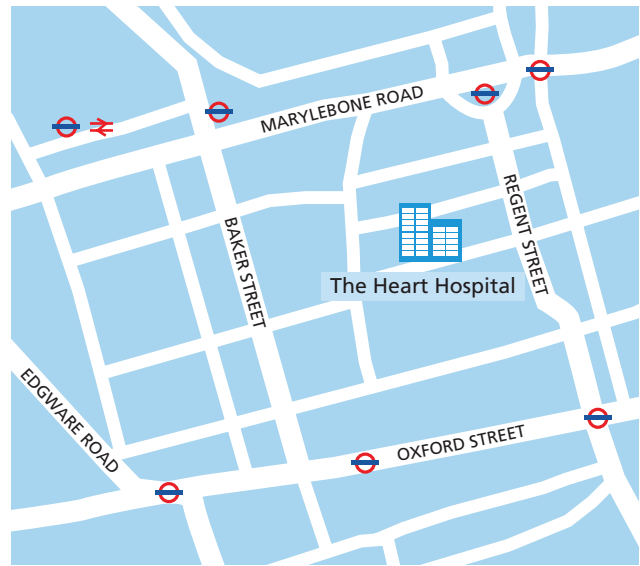 MARYLEBONE ROAD
REGENT STREET
BAKER STREET
The Heart Hospital
EDGWARE ROAD
OXFORD STREET